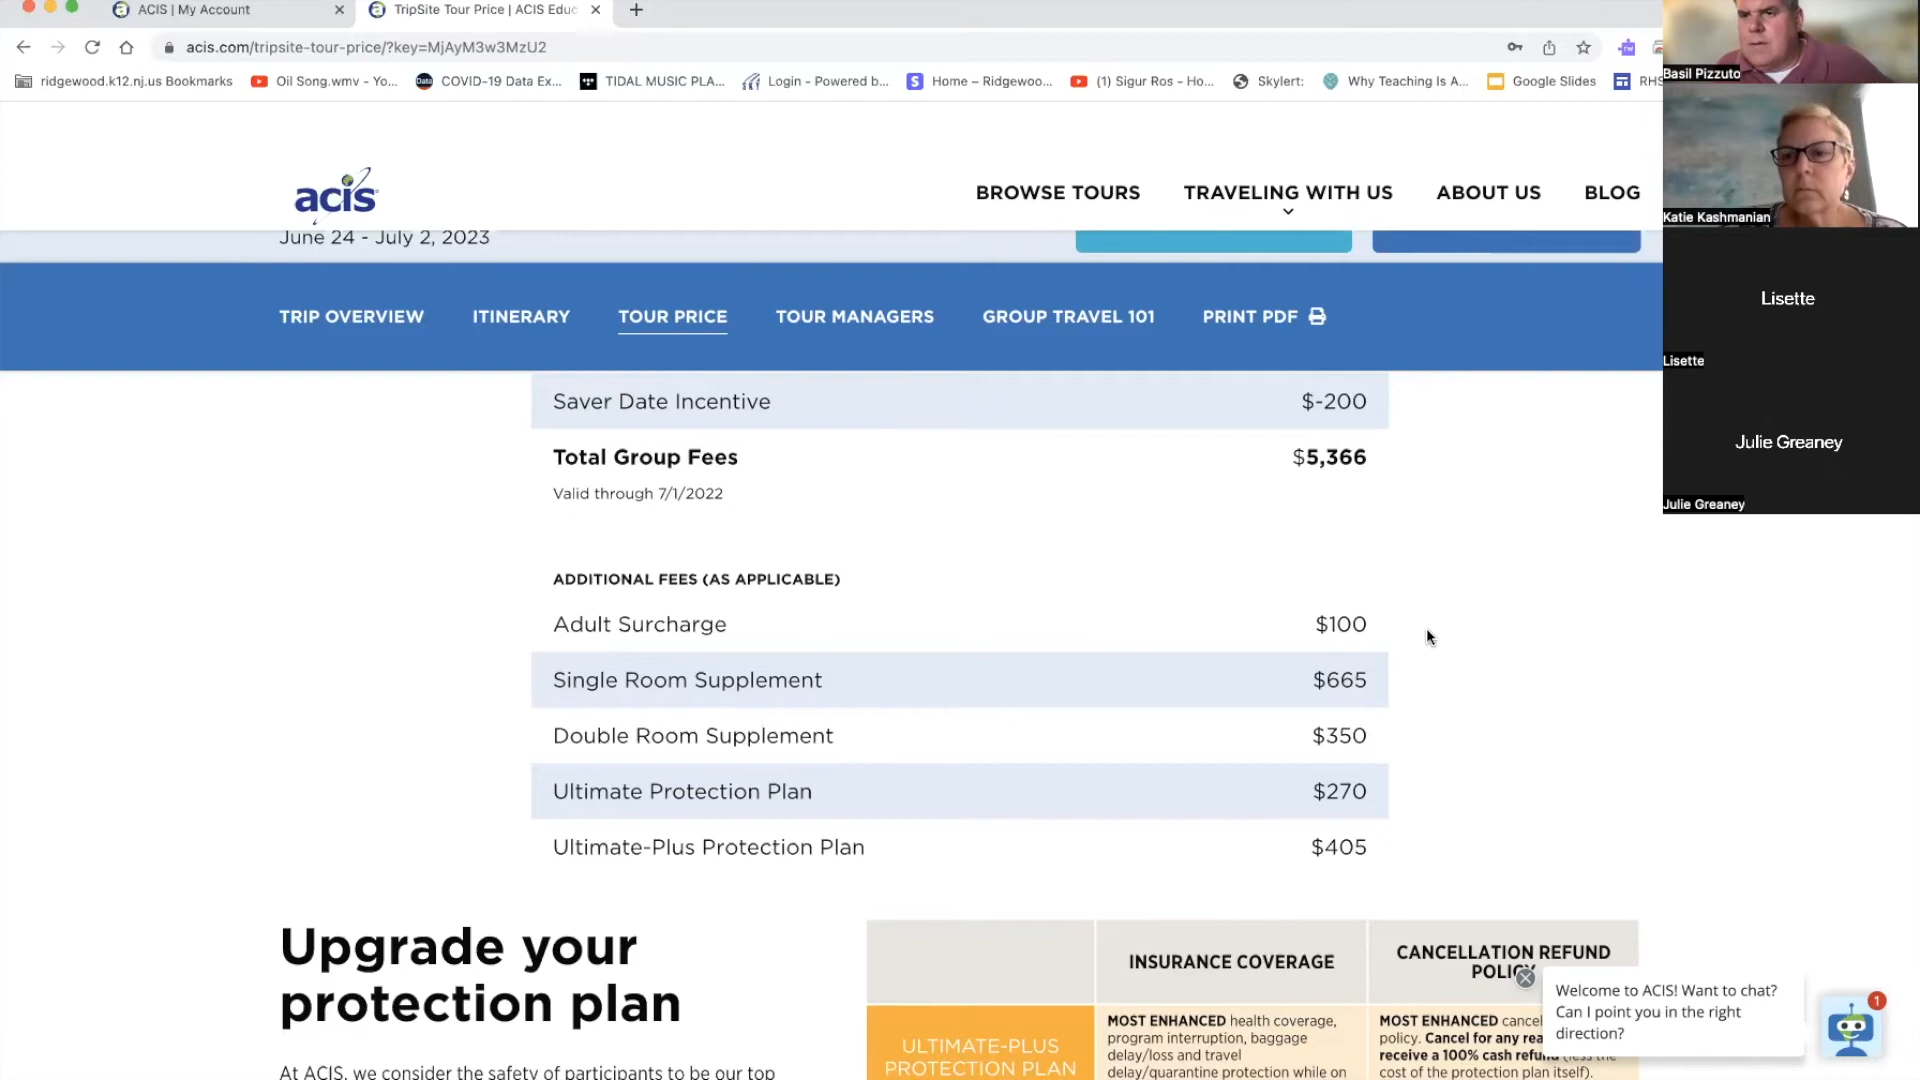 ACIS | My Account
TripSite Tour Price | ACIS Educ
acis.com/tripsite-tour-price/?key=MjAyM3w3MzU2
ridgewood.k12.nj.us Bookmarks
Oil Song.wmv - Yo...
Data
COVID-19 Data Ex...
TIDAL MUSIC PLA...
Login - Powered b...
S
Home – Ridgewoo...
(1) Sigur Ros - Ho...
Skylert:
Why Teaching Is A...
Google Slides
RHS
Basil Pizzuto
Katie Kashmanian
Lisette
Lisette
Julie Greaney
Julie Greaney
acis
BROWSE TOURS
TRAVELING WITH US
ABOUT US
BLOG
June 24 - July 2, 2023
TRIP OVERVIEW
ITINERARY
TOUR PRICE
TOUR MANAGERS
GROUP TRAVEL 101
PRINT PDF
Saver Date Incentive $-200
Total Group Fees $5,366
Valid through 7/1/2022
ADDITIONAL FEES (AS APPLICABLE)
Adult Surcharge $100
Single Room Supplement $665
Double Room Supplement $350
Ultimate Protection Plan $270
Ultimate-Plus Protection Plan $405
Upgrade your
protection plan
At ACIS, we consider the safety of participants to be our top
INSURANCE COVERAGE
CANCELLATION REFUND
POLICY
ULTIMATE-PLUS
PROTECTION PLAN
MOST ENHANCED health coverage,
program interruption, baggage
delay/loss and travel
delay/quarantine protection while on
MOST ENHANCED cancel
policy. Cancel for any rea
receive a 100% cash refund (less the
cost of the protection plan itself).
Welcome to ACIS! Want to chat?
Can I point you in the right
direction?
1